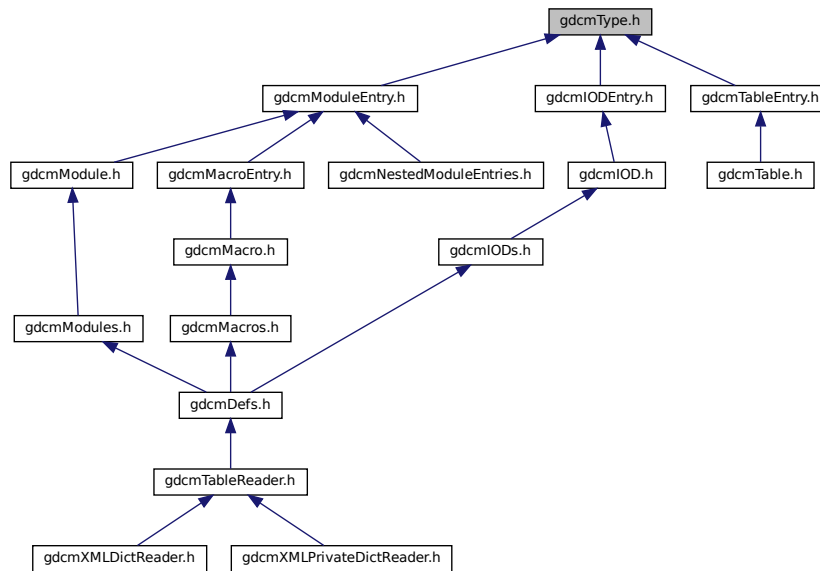 gdcmType.h
gdcmModuleEntry.h
gdcmIODEntry.h
gdcmTableEntry.h
gdcmModule.h
gdcmMacroEntry.h
gdcmNestedModuleEntries.h
gdcmIOD.h
gdcmTable.h
gdcmMacro.h
gdcmIODs.h
gdcmModules.h
gdcmMacros.h
gdcmDefs.h
gdcmTableReader.h
gdcmXMLDictReader.h
gdcmXMLPrivateDictReader.h